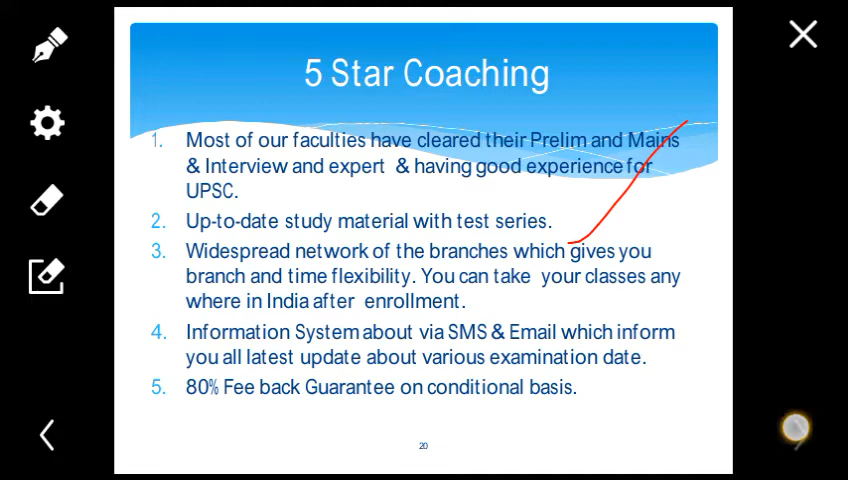 5 Star Coaching
1. Most of our faculties have cleared their Prelim and Mains
& Interview and expert & having good experience for
UPSC.
2. Up-to-date study material with test series.
3. Widespread network of the branches which gives you
branch and time flexibility. You can take your classes any
where in India after enrollment.
4. Information System about via SMS & Email which inform
you all latest update about various examination date.
5. 80% Fee back Guarantee on conditional basis.
20